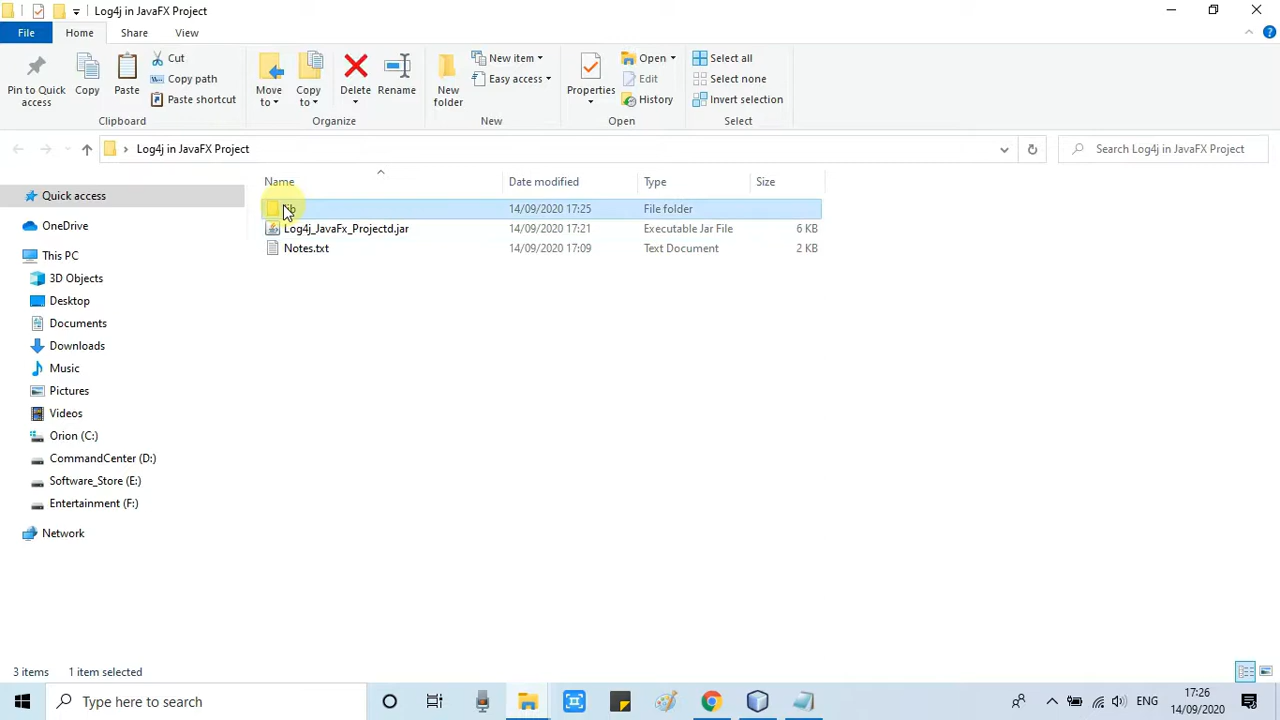 Log4j in JavaFX Project
File Home Share View
Pin to Quick access
Copy
Paste
Cut
Copy path
Paste shortcut
Clipboard
Move to
Copy to
Delete
Rename
Organize
New folder
New item
Easy access
New
Properties
Open
Edit
History
Open
Select all
Select none
Invert selection
Select
Log4j in JavaFX Project
Search Log4j in JavaFX Project
Name Date modified Type Size
14/09/2020 17:25 File folder
Log4j_JavaFx_Projectd.jar 14/09/2020 17:21 Executable Jar File 6 KB
Notes.txt 14/09/2020 17:09 Text Document 2 KB
Quick access
OneDrive
This PC
3D Objects
Desktop
Documents
Downloads
Music
Pictures
Videos
Orion (C:)
CommandCenter (D:)
Software_Store (E:)
Entertainment (F:)
Network
3 items 1 item selected
Type here to search
ENG
17:26
14/09/2020